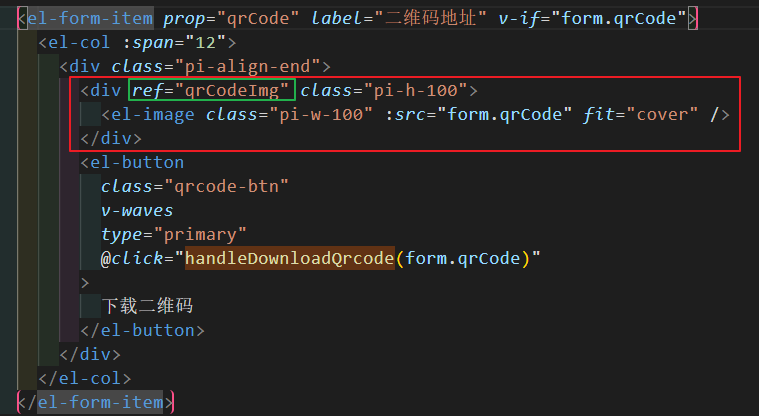 <el-form-item prop="qrCode" label="二维码地址" v-if="form.qrCode">
<el-col :span="12">
<div class="pi-align-end">
<div ref="qrCodeImg" class="pi-h-100">
<el-image class="pi-w-100" :src="form.qrCode" fit="cover" />
</div>
<el-button
class="qrcode-btn"
v-waves
type="primary"
@click="handleDownloadQrcode(form.qrCode)"
>
下载二维码
</el-button>
</div>
</el-col>
</el-form-item>